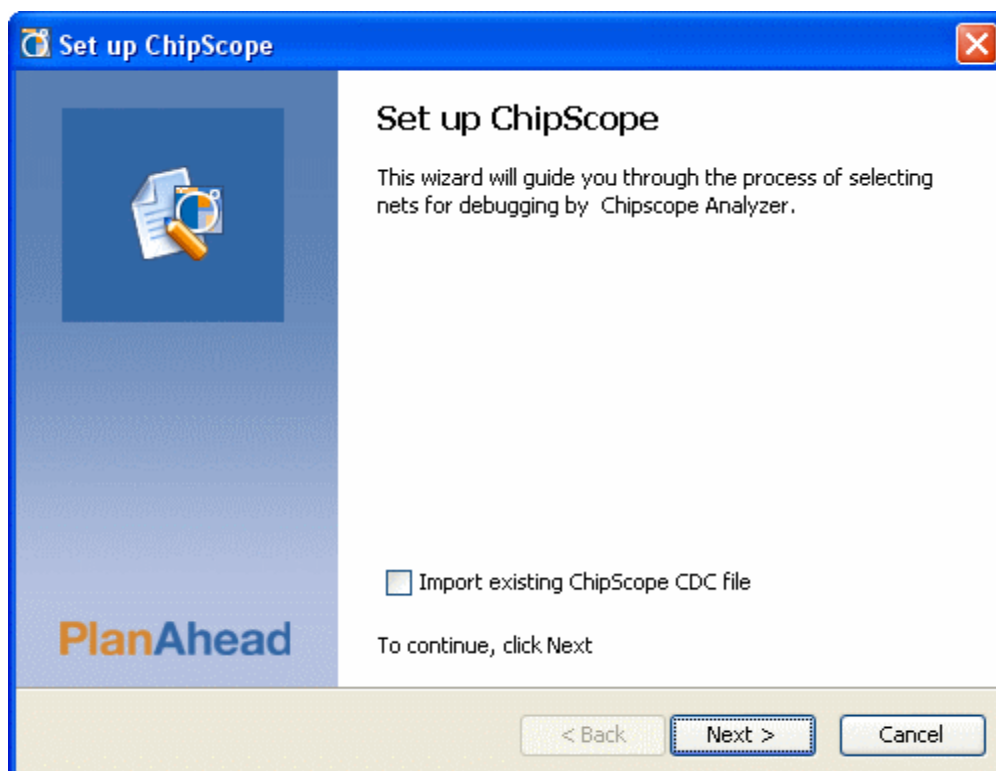 Set up ChipScope
Set up ChipScope
This wizard will guide you through the process of selecting
nets for debugging by Chipscope Analyzer.
Import existing ChipScope CDC file
PlanAhead
To continue, click Next
< Back
Next >
Cancel